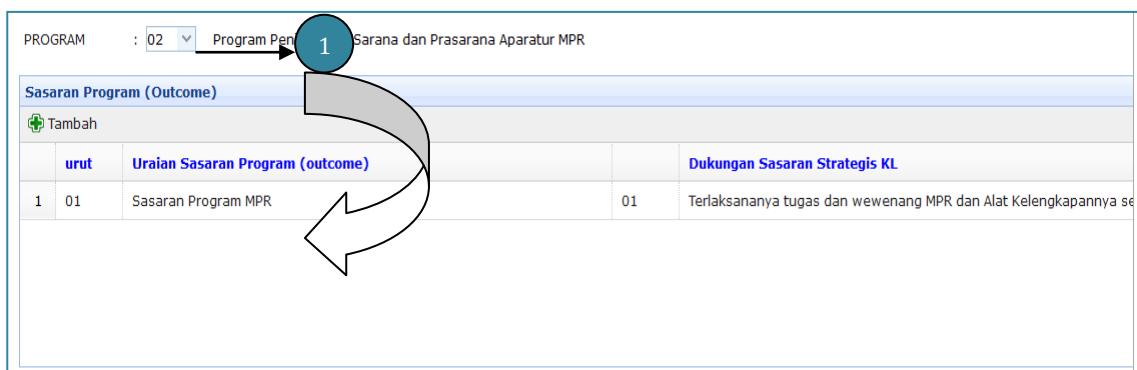 PROGRAM : 02 Program Pen 1 Sarana dan Prasarana Aparatur MPR
Sasaran Program (Outcome)
Tambah
urut Uraian Sasaran Program (outcome) Dukungan Sasaran Strategis KL
1 01 Sasaran Program MPR 01 Terlaksananya tugas dan wewenang MPR dan Alat Kelengkapannya se